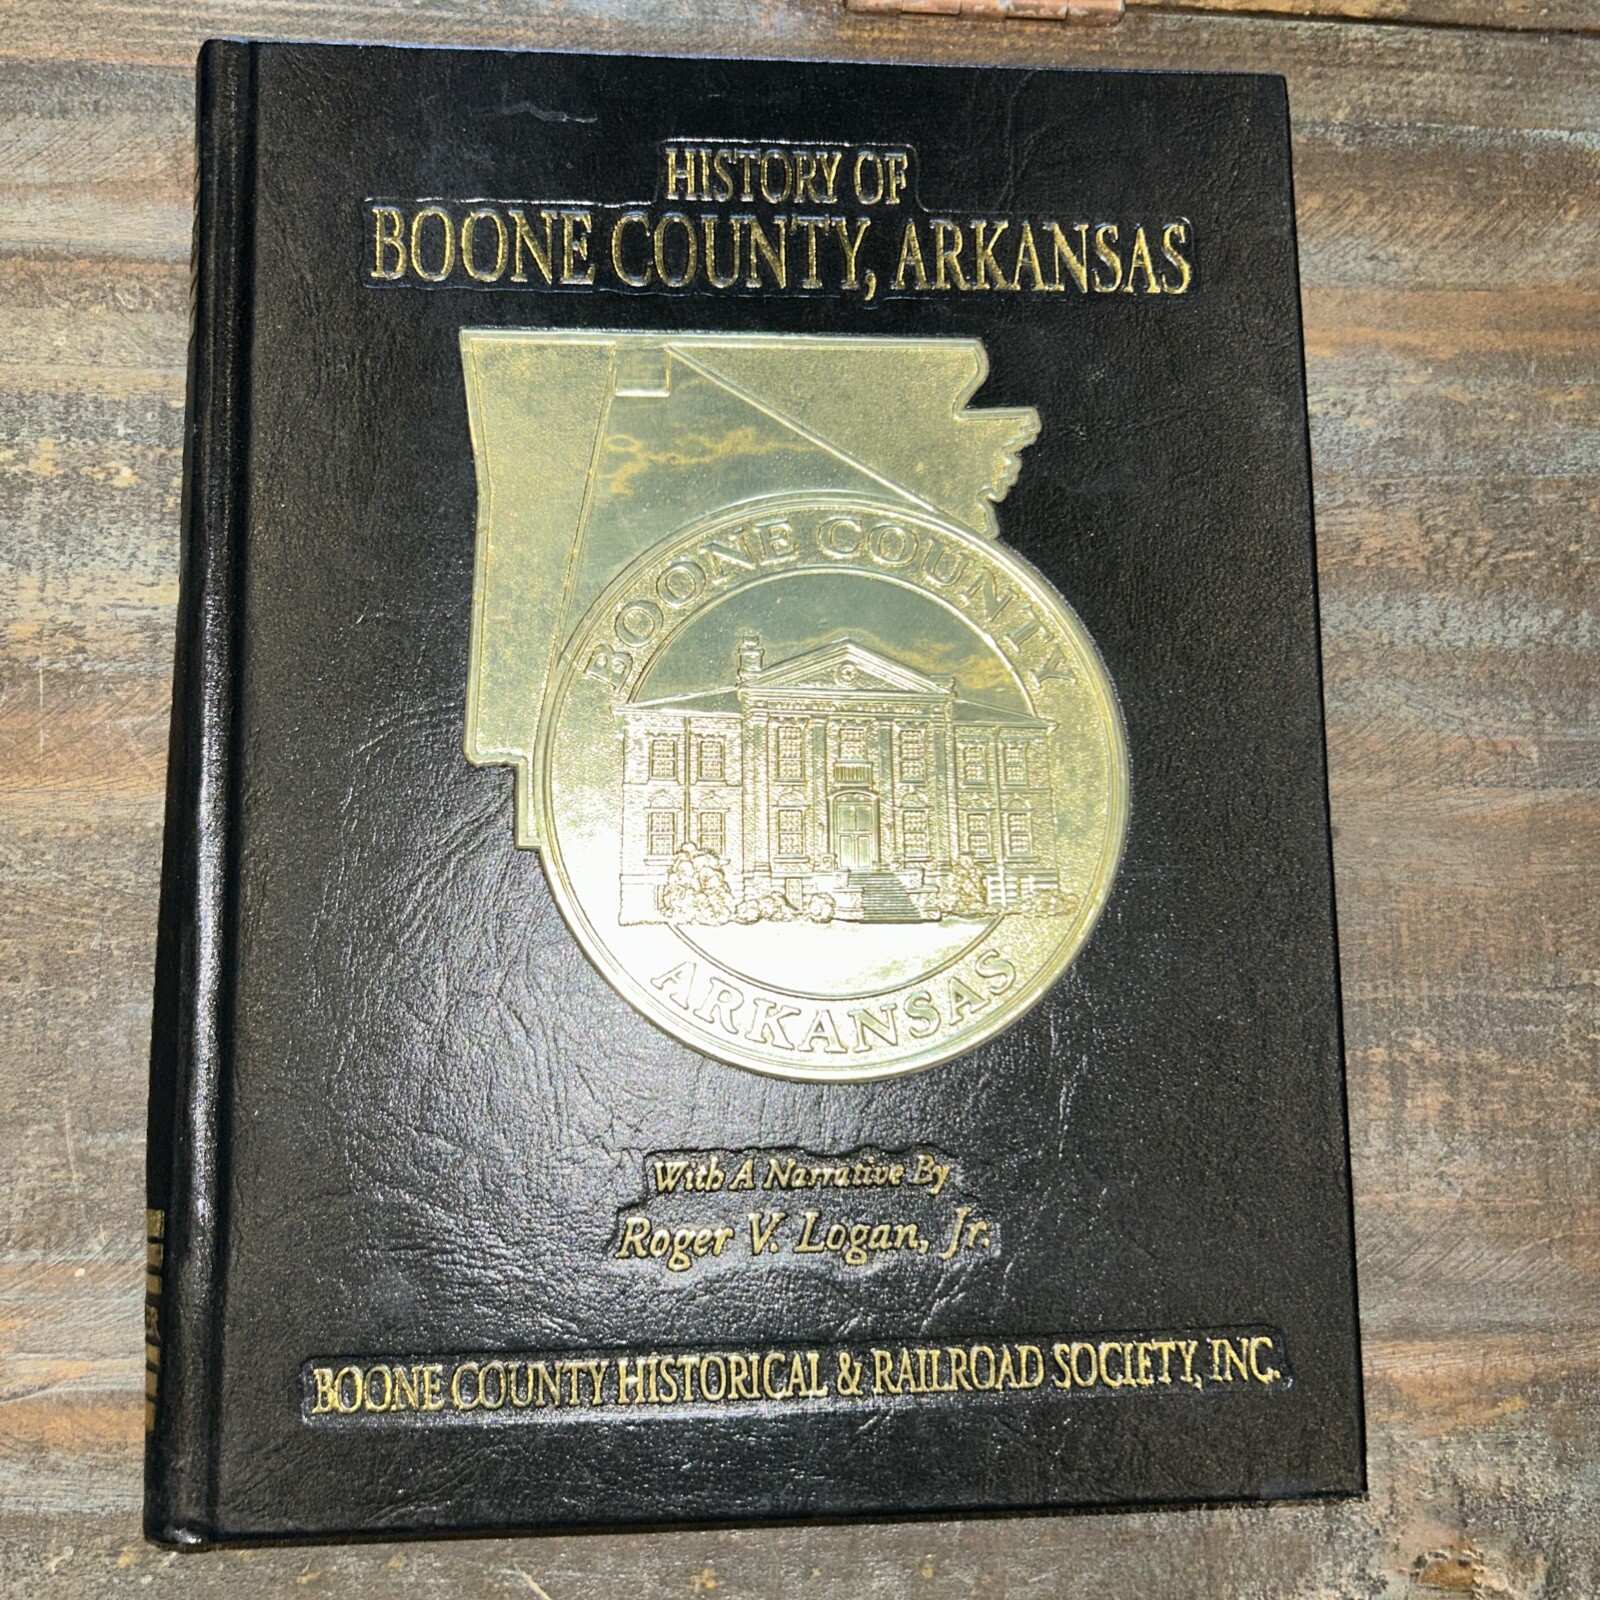 HISTORY OF
BOONE COUNTY, ARKANSAS
BOONE COUNTY
ARKANSAS
With A Narrative By
Roger V. Logan, Jr.
BOONE COUNTY HISTORICAL & RAILROAD SOCIETY, INC.